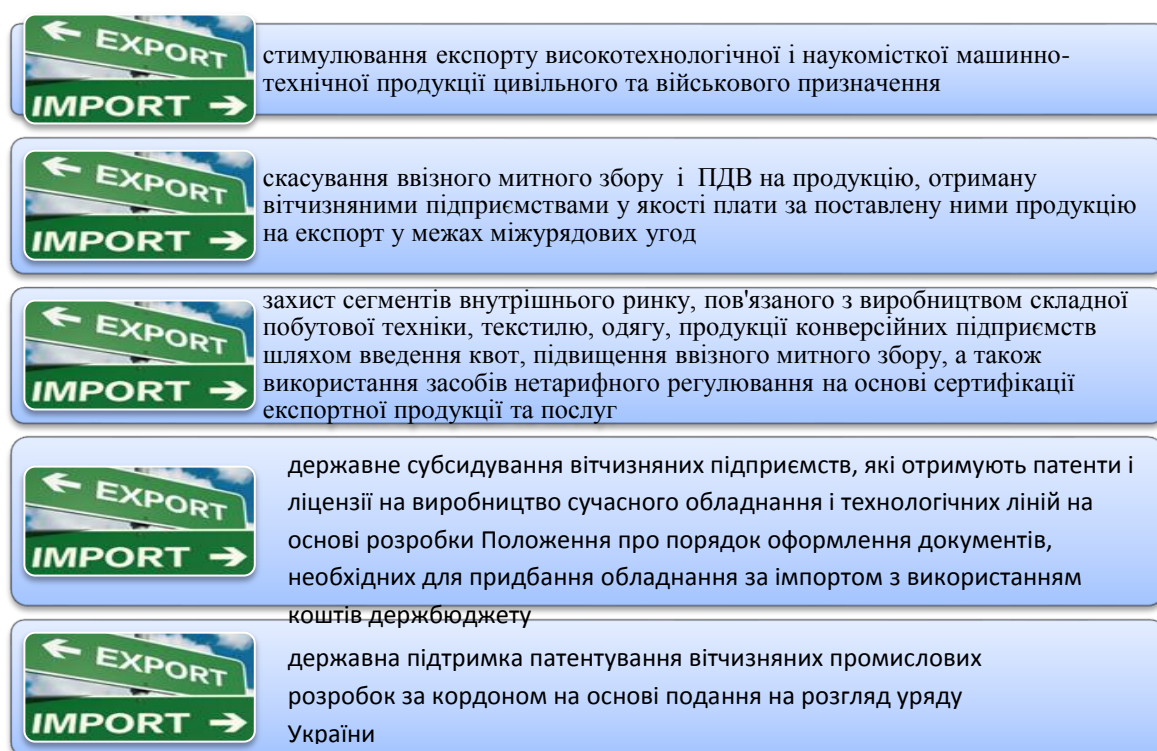 ← EXPORT
IMPORT →
стимулювання експорту високотехнологічної і наукомісткої машинно-
технічної продукції цивільного та військового призначення
← EXPORT
IMPORT →
скасування ввізного митного збору і ПДВ на продукцію, отриману
вітчизняними підприємствами у якості плати за поставлену ними продукцію
на експорт у межах міжурядових угод
← EXPORT
IMPORT →
захист сегментів внутрішнього ринку, пов'язаного з виробництвом складної
побутової техніки, текстилю, одягу, продукції конверсійних підприємств
шляхом введення квот, підвищення ввізного митного збору, а також
використання засобів нетарифного регулювання на основі сертифікації
експортної продукції та послуг
← EXPORT
IMPORT →
державне субсидування вітчизняних підприємств, які отримують патенти і
ліцензії на виробництво сучасного обладнання і технологічних ліній на
основі розробки Положення про порядок оформлення документів,
необхідних для придбання обладнання за імпортом з використанням
коштів держбюджету
← EXPORT
IMPORT →
державна підтримка патентування вітчизняних промислових
розробок за кордоном на основі подання на розгляд уряду
України